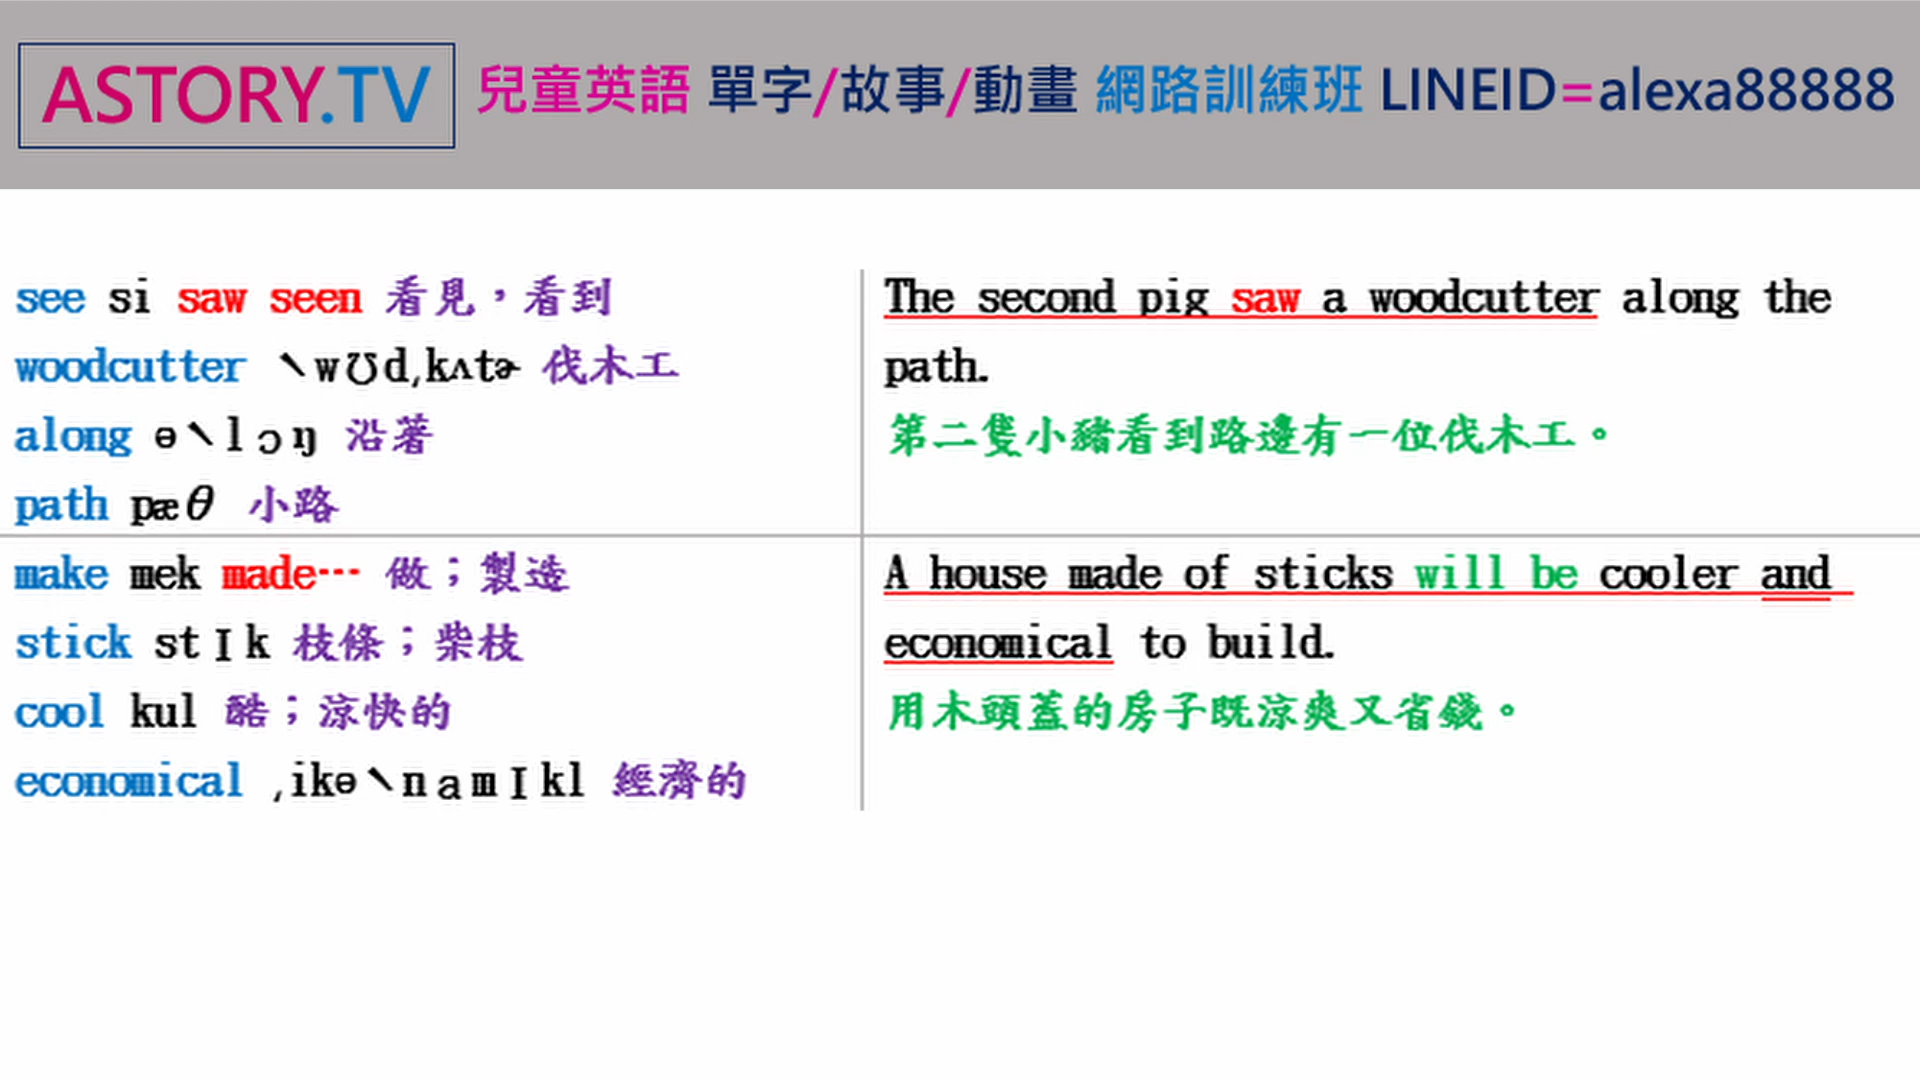 ASTORY.TV 兒童英語 單字/故事/動畫 網路訓練班 LINEID=alexa88888
see si saw seen 看見，看到
woodcutter ˋwƱd͵kʌtɚ 伐木工
along əˋlɔŋ 沿著
path pæθ 小路
The second pig saw a woodcutter along the
path.
第二隻小豬看到路邊有一位伐木工。
make mek made… 做；製造
stick stɪk 枝條；柴枝
cool kul 酷；涼快的
economical ͵ikəˋnamɪkl 經濟的
A house made of sticks will be cooler and
economical to build.
用木頭蓋的房子既涼爽又省錢。